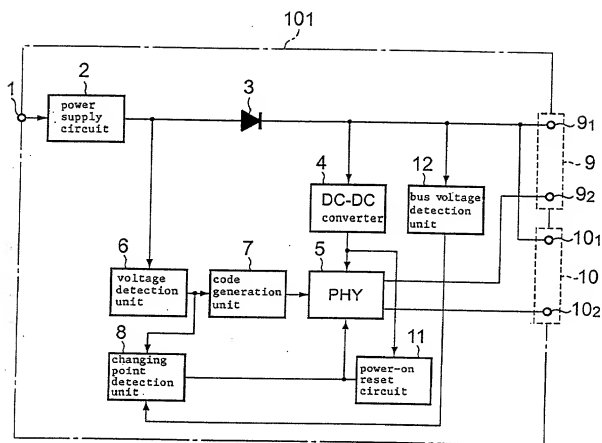 101
1
2
power
supply
circuit
3
9₁
9
9₂
4
DC-DC
converter
12
bus voltage
detection
unit
10₁
10
10₂
6
voltage
detection
unit
7
code
generation
unit
5
PHY
8
changing
point
detection
unit
11
power-on
reset
circuit